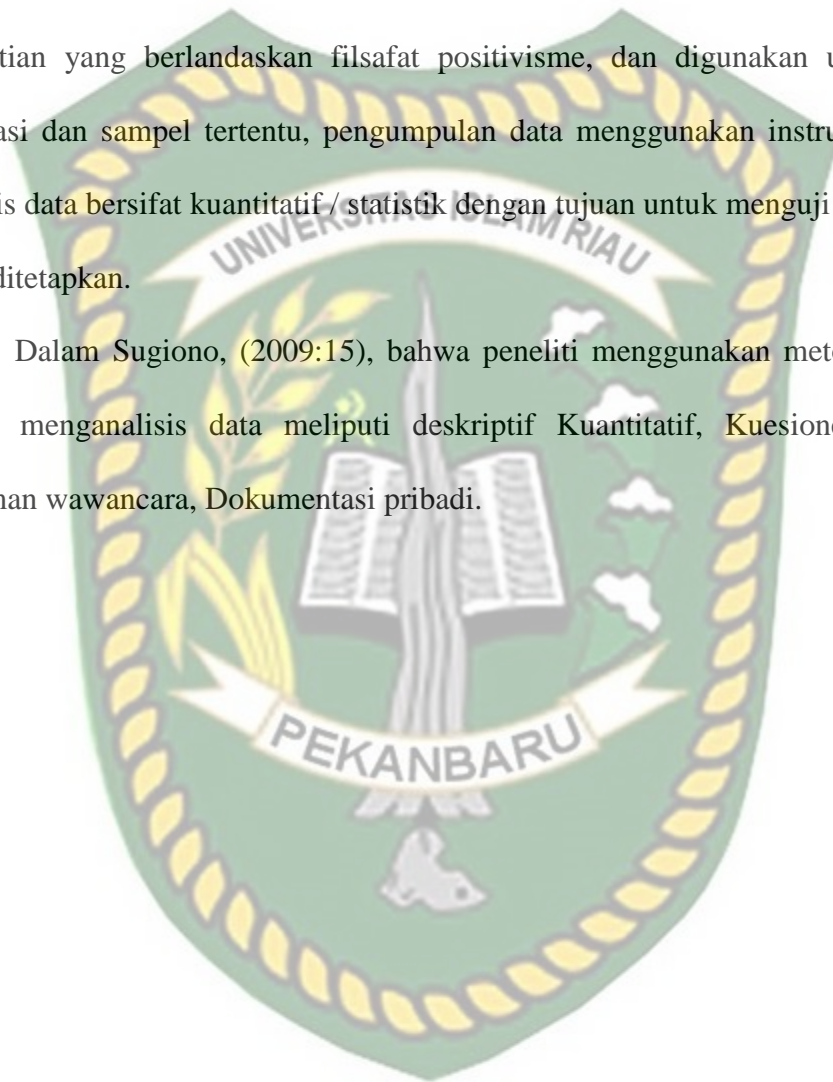 tian yang berlandaskan filsafat positivisme, dan digunakan u
asi dan sampel tertentu, pengumpulan data menggunakan instru
is data bersifat kuantitatif / statistik dengan tujuan untuk menguji
ditetapkan.
UNIVERSITAS ISLAM RIAU
Dalam Sugiono, (2009:15), bahwa peneliti menggunakan meto
menganalisis data meliputi deskriptif Kuantitatif, Kuesiono
nan wawancara, Dokumentasi pribadi.
PEKANBARU